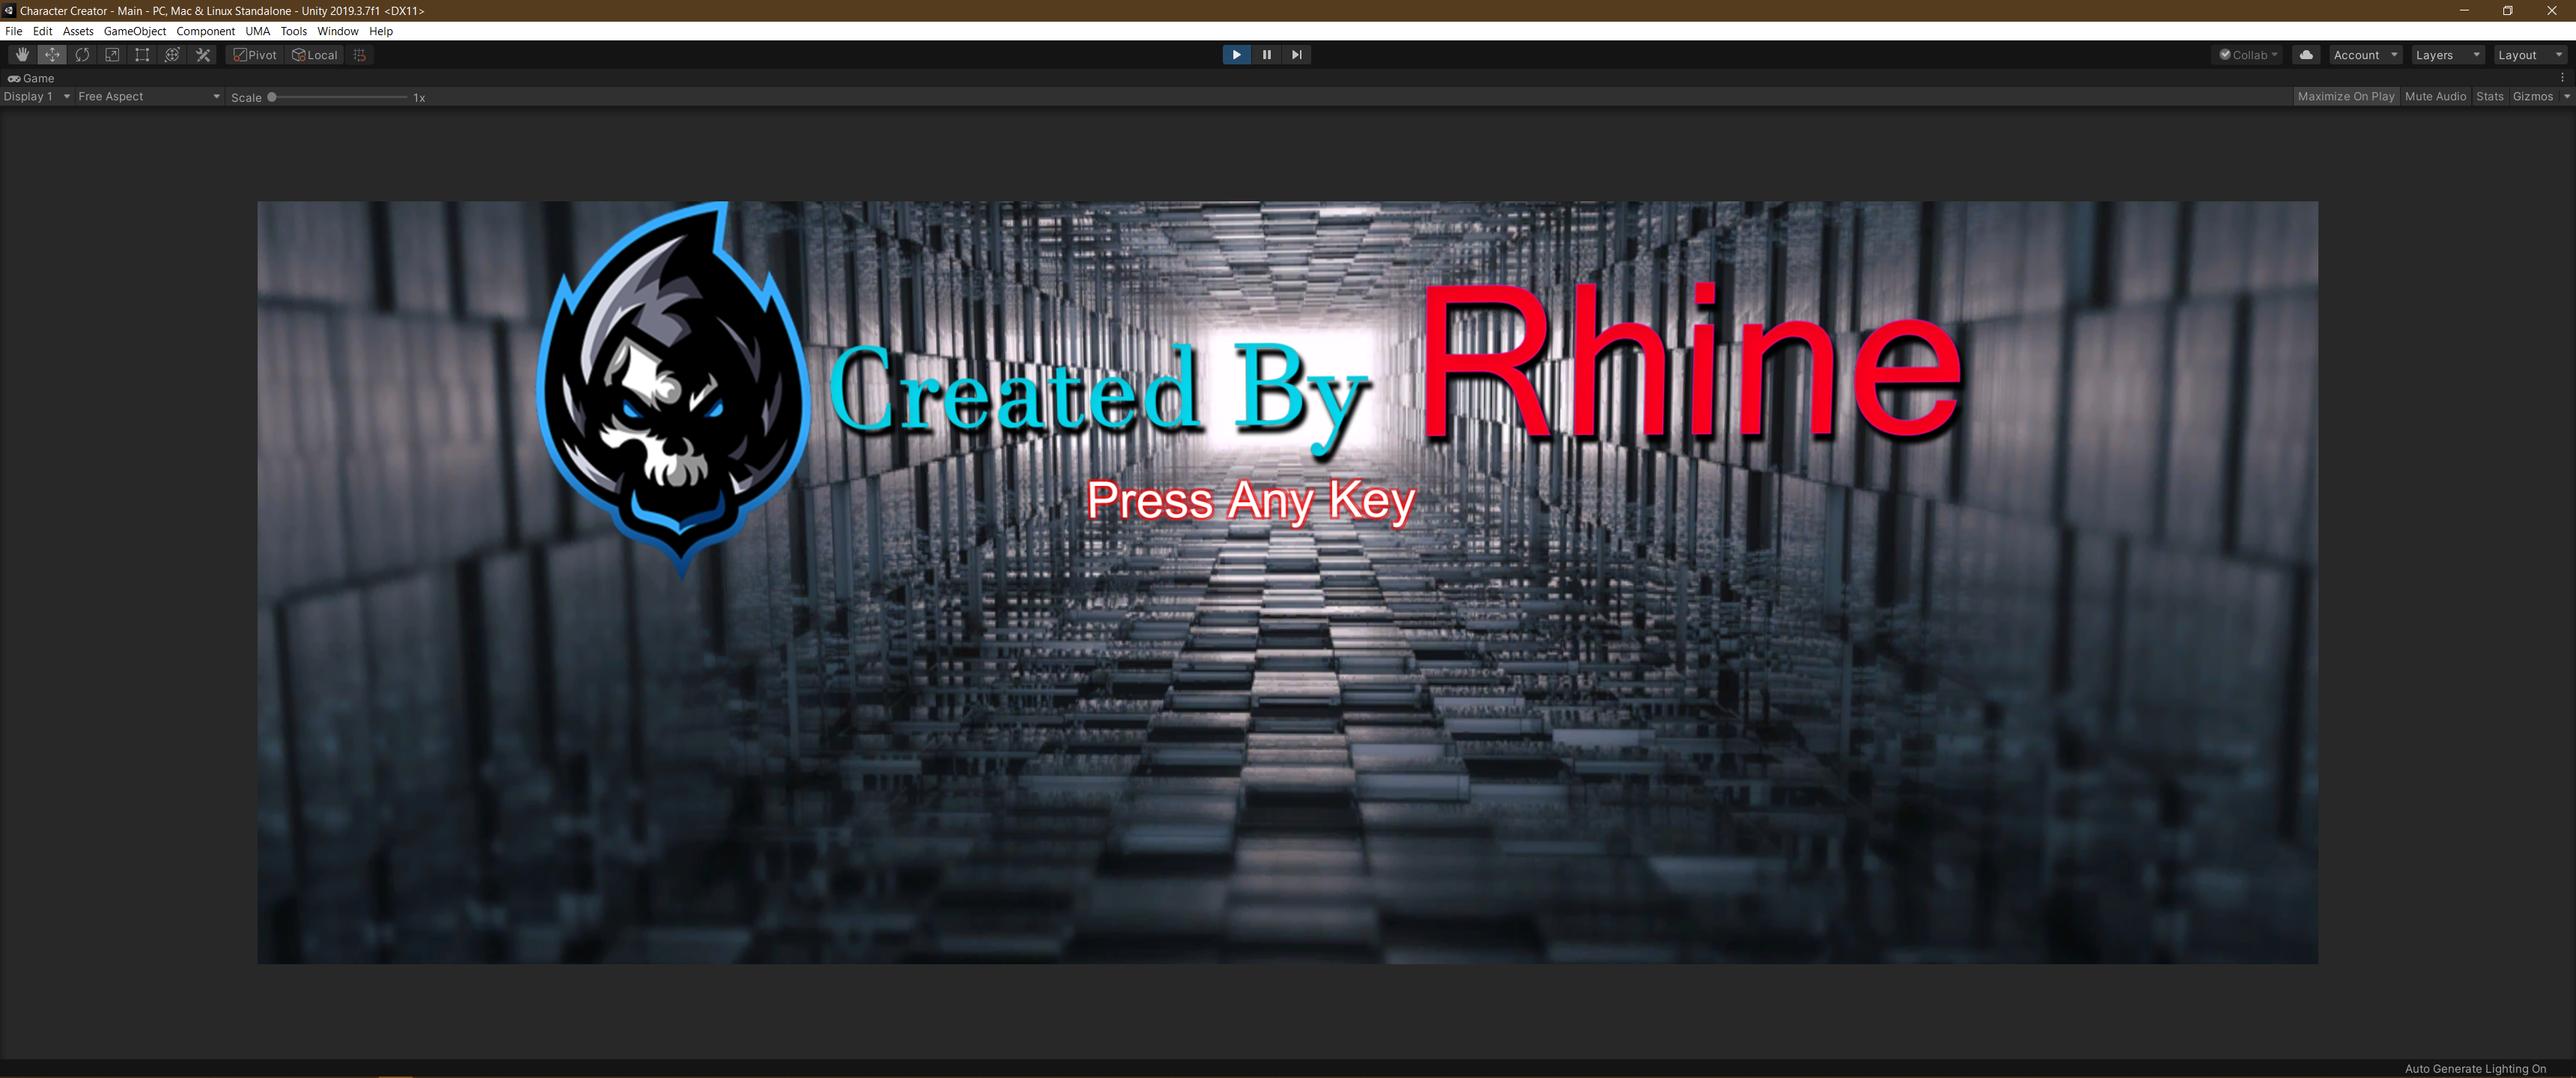 Character Creator - Main - PC, Mac & Linux Standalone - Unity 2019.3.7f1 <DX11>
File Edit Assets GameObject Component UMA Tools Window Help
Pivot Local Collab Account Layers Layout
Game
Display 1 Free Aspect Scale 1x Maximize On Play Mute Audio Stats Gizmos
Created By Rhine
Press Any Key
Auto Generate Lighting On